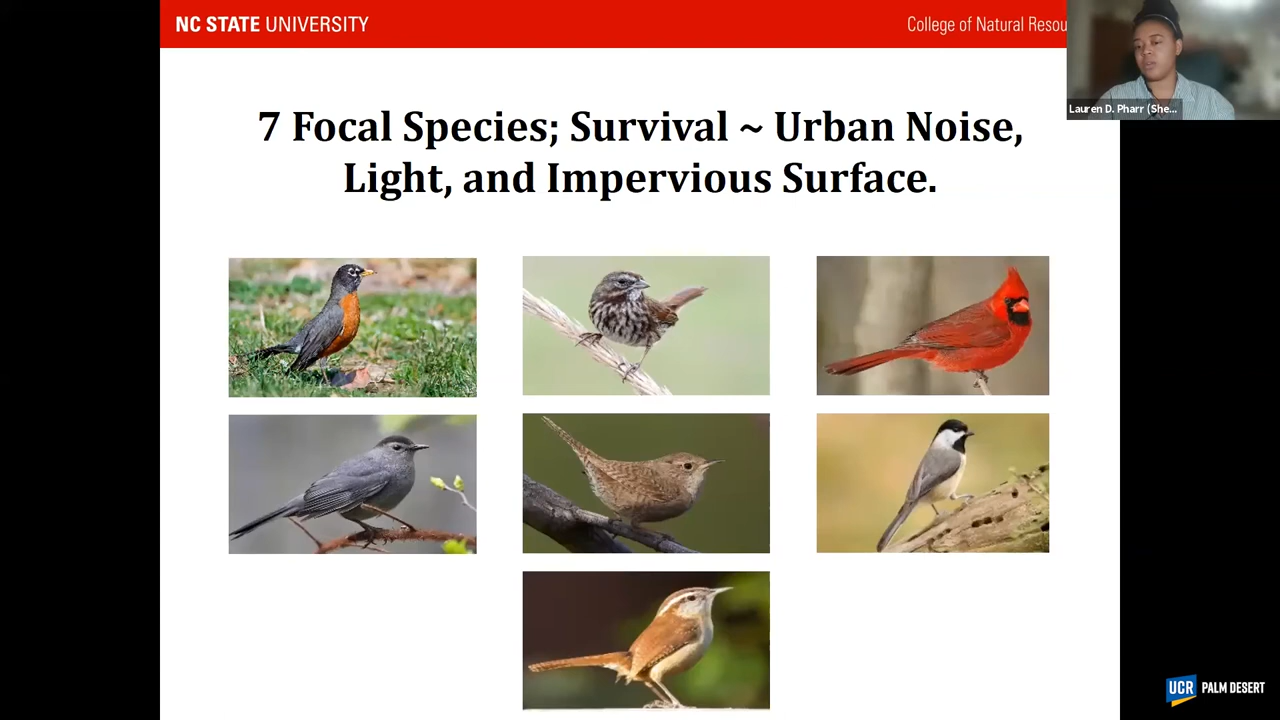 NC STATE UNIVERSITY
College of Natural Resou
Lauren D. Pharr (She...
7 Focal Species; Survival ~ Urban Noise,
Light, and Impervious Surface.
UCR PALM DESERT